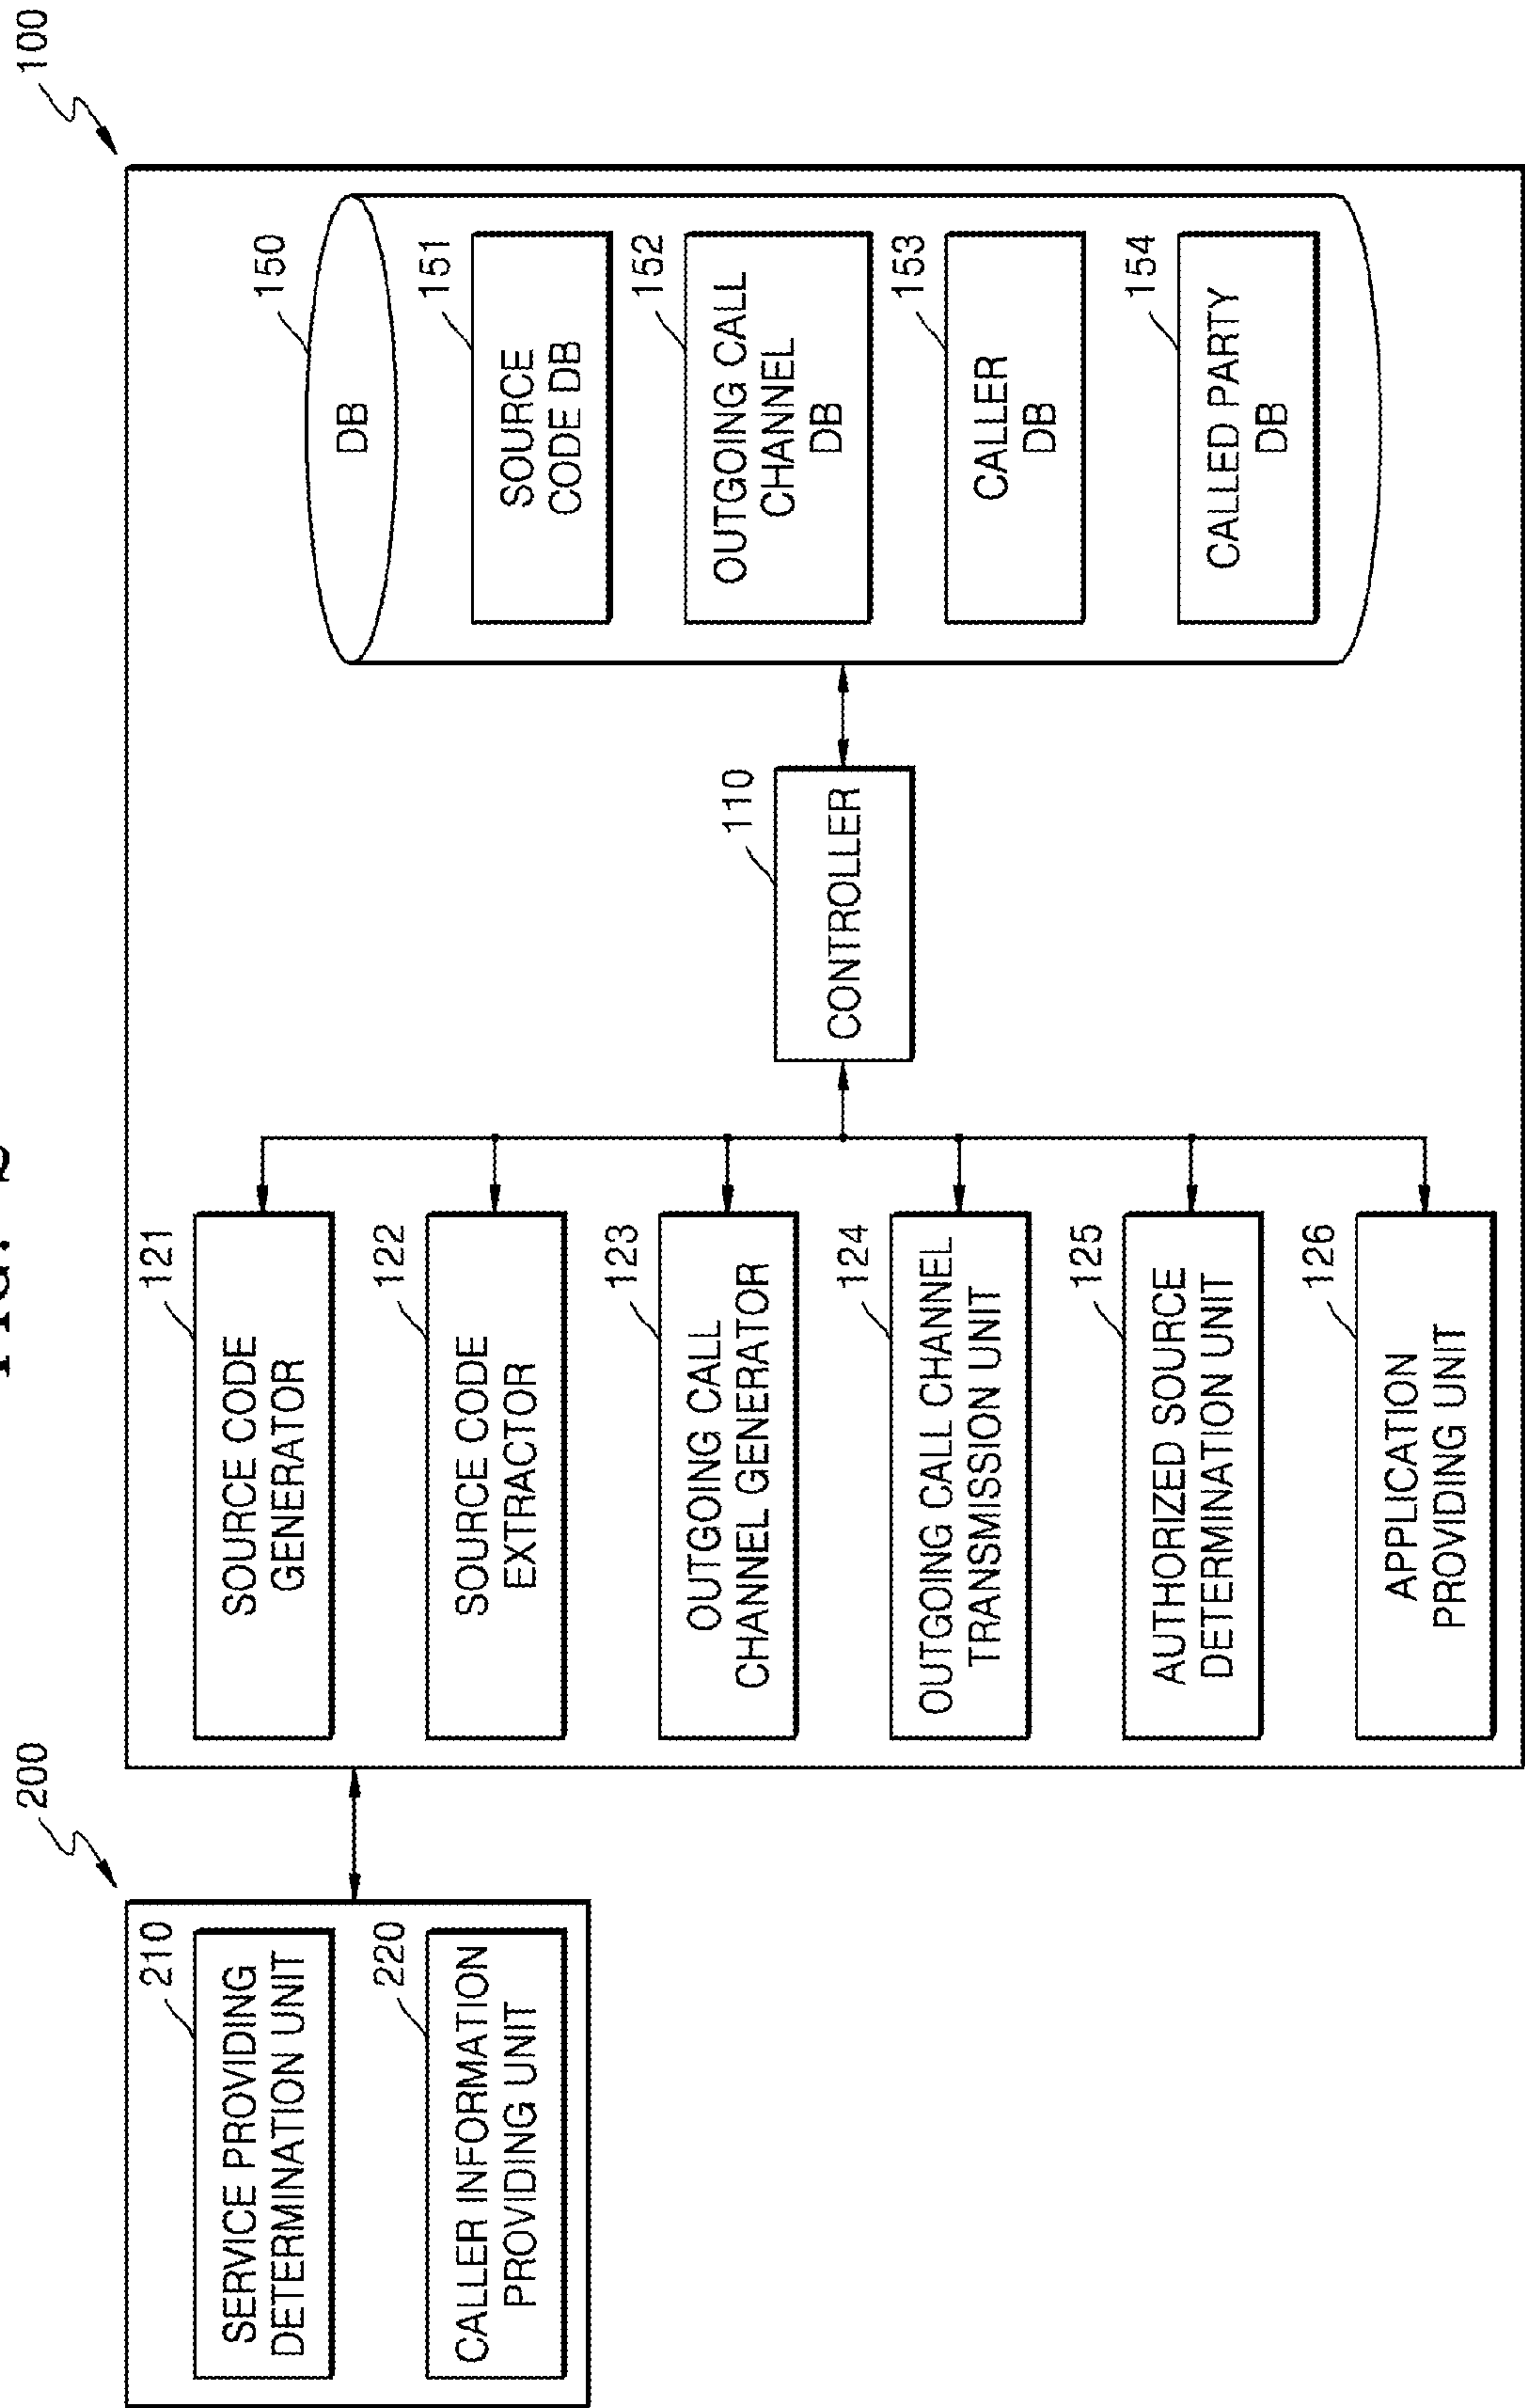 200
210
SERVICE PROVIDING
DETERMINATION UNIT
220
CALLER INFORMATION
PROVIDING UNIT
100
121
SOURCE CODE
GENERATOR
122
SOURCE CODE
EXTRACTOR
123
OUTGOING CALL
CHANNEL GENERATOR
124
OUTGOING CALL CHANNEL
TRANSMISSION UNIT
125
AUTHORIZED SOURCE
DETERMINATION UNIT
126
APPLICATION
PROVIDING UNIT
110
CONTROLLER
150
DB
151
SOURCE
CODE DB
152
OUTGOING CALL
CHANNEL
DB
153
CALLER
DB
154
CALLED PARTY
DB